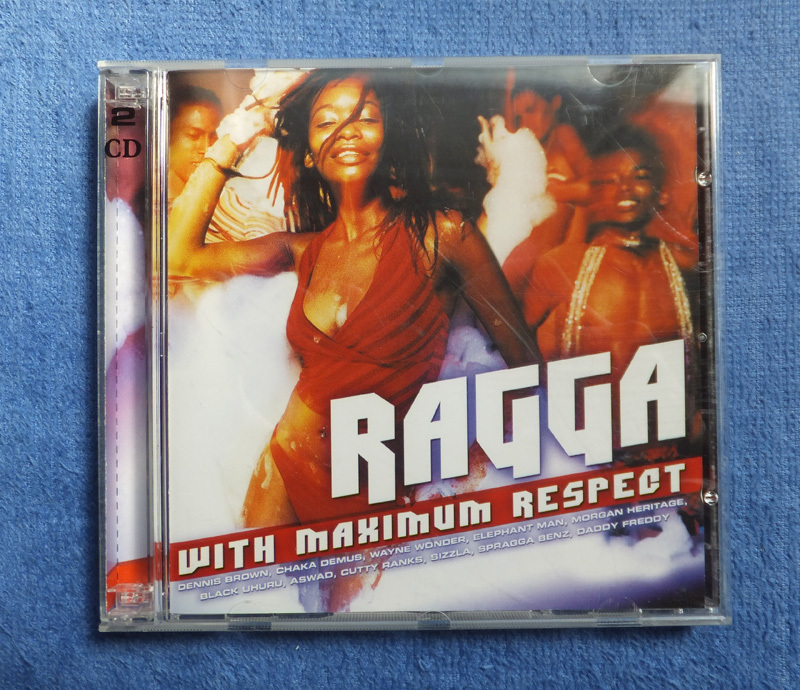 2
CD
RAGGA
WITH MAXIMUM RESPECT
DENNIS BROWN, CHAKA DEMUS, WAYNE WONDER, ELEPHANT MAN, MORGAN HERITAGE,
BLACK UHURU, ASWAD, CUTTY RANKS, SIZZLA, SPRAGGA BENZ, DADDY FREDDY